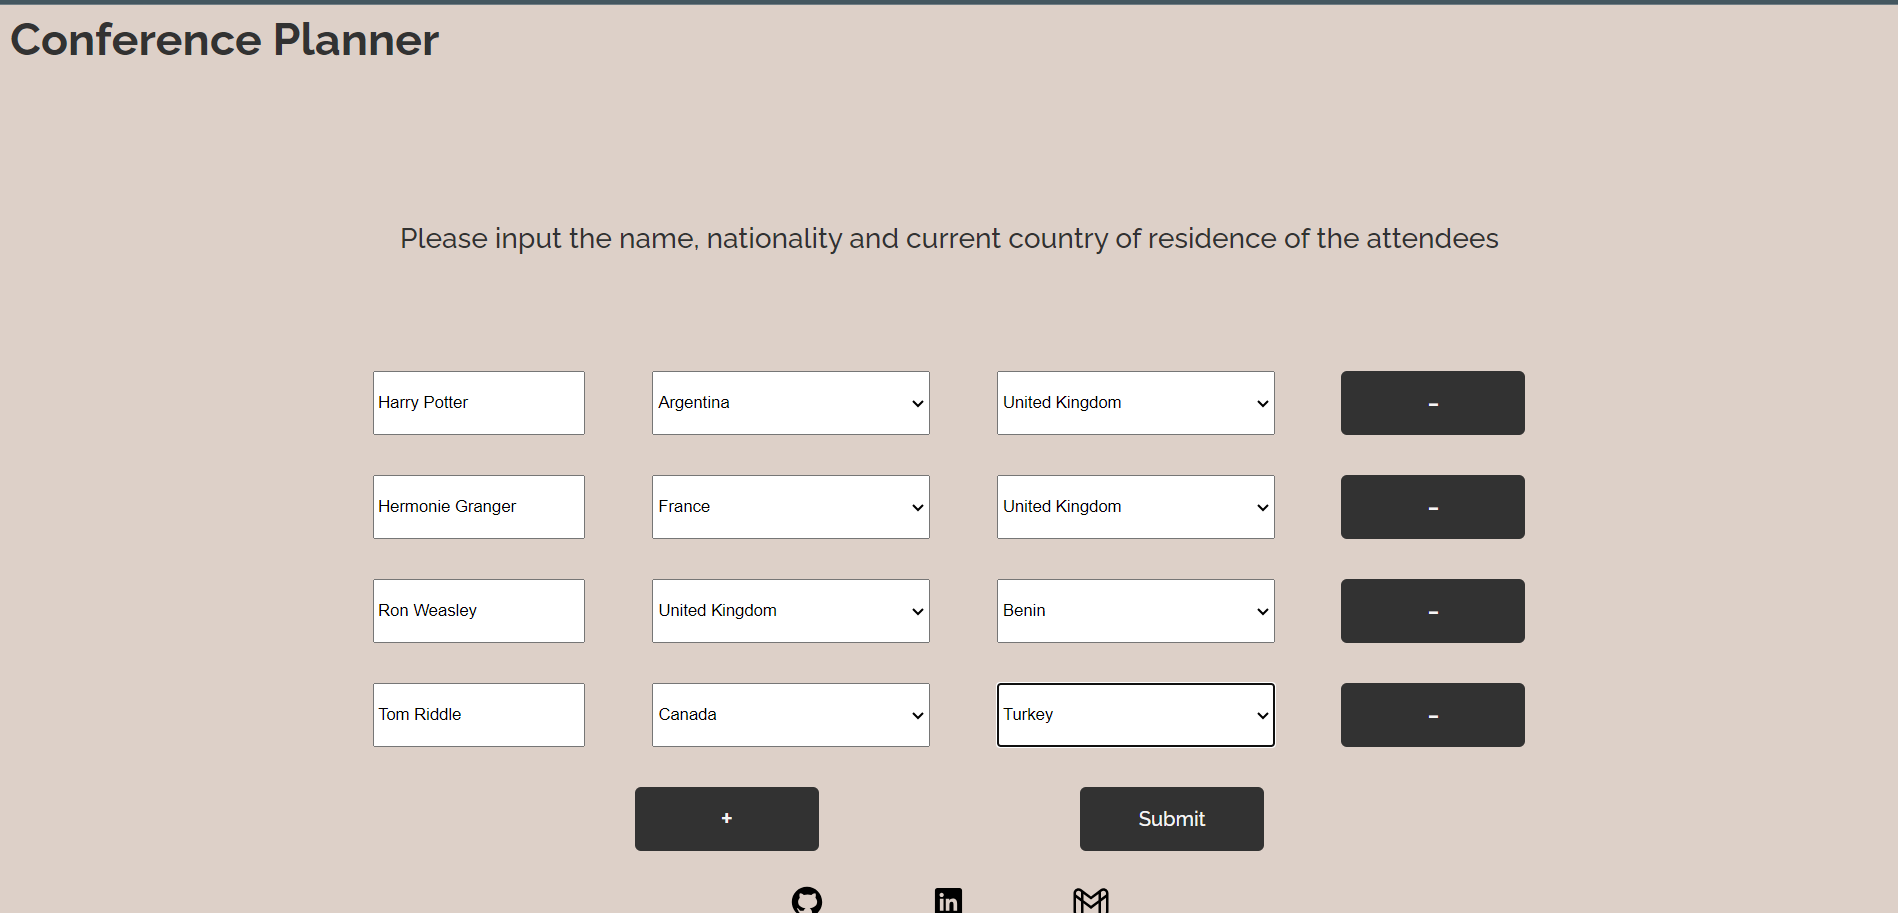 Conference Planner
Please input the name, nationality and current country of residence of the attendees
Harry Potter Argentina United Kingdom -
Hermonie Granger France United Kingdom -
Ron Weasley United Kingdom Benin -
Tom Riddle Canada Turkey -
+ Submit
in